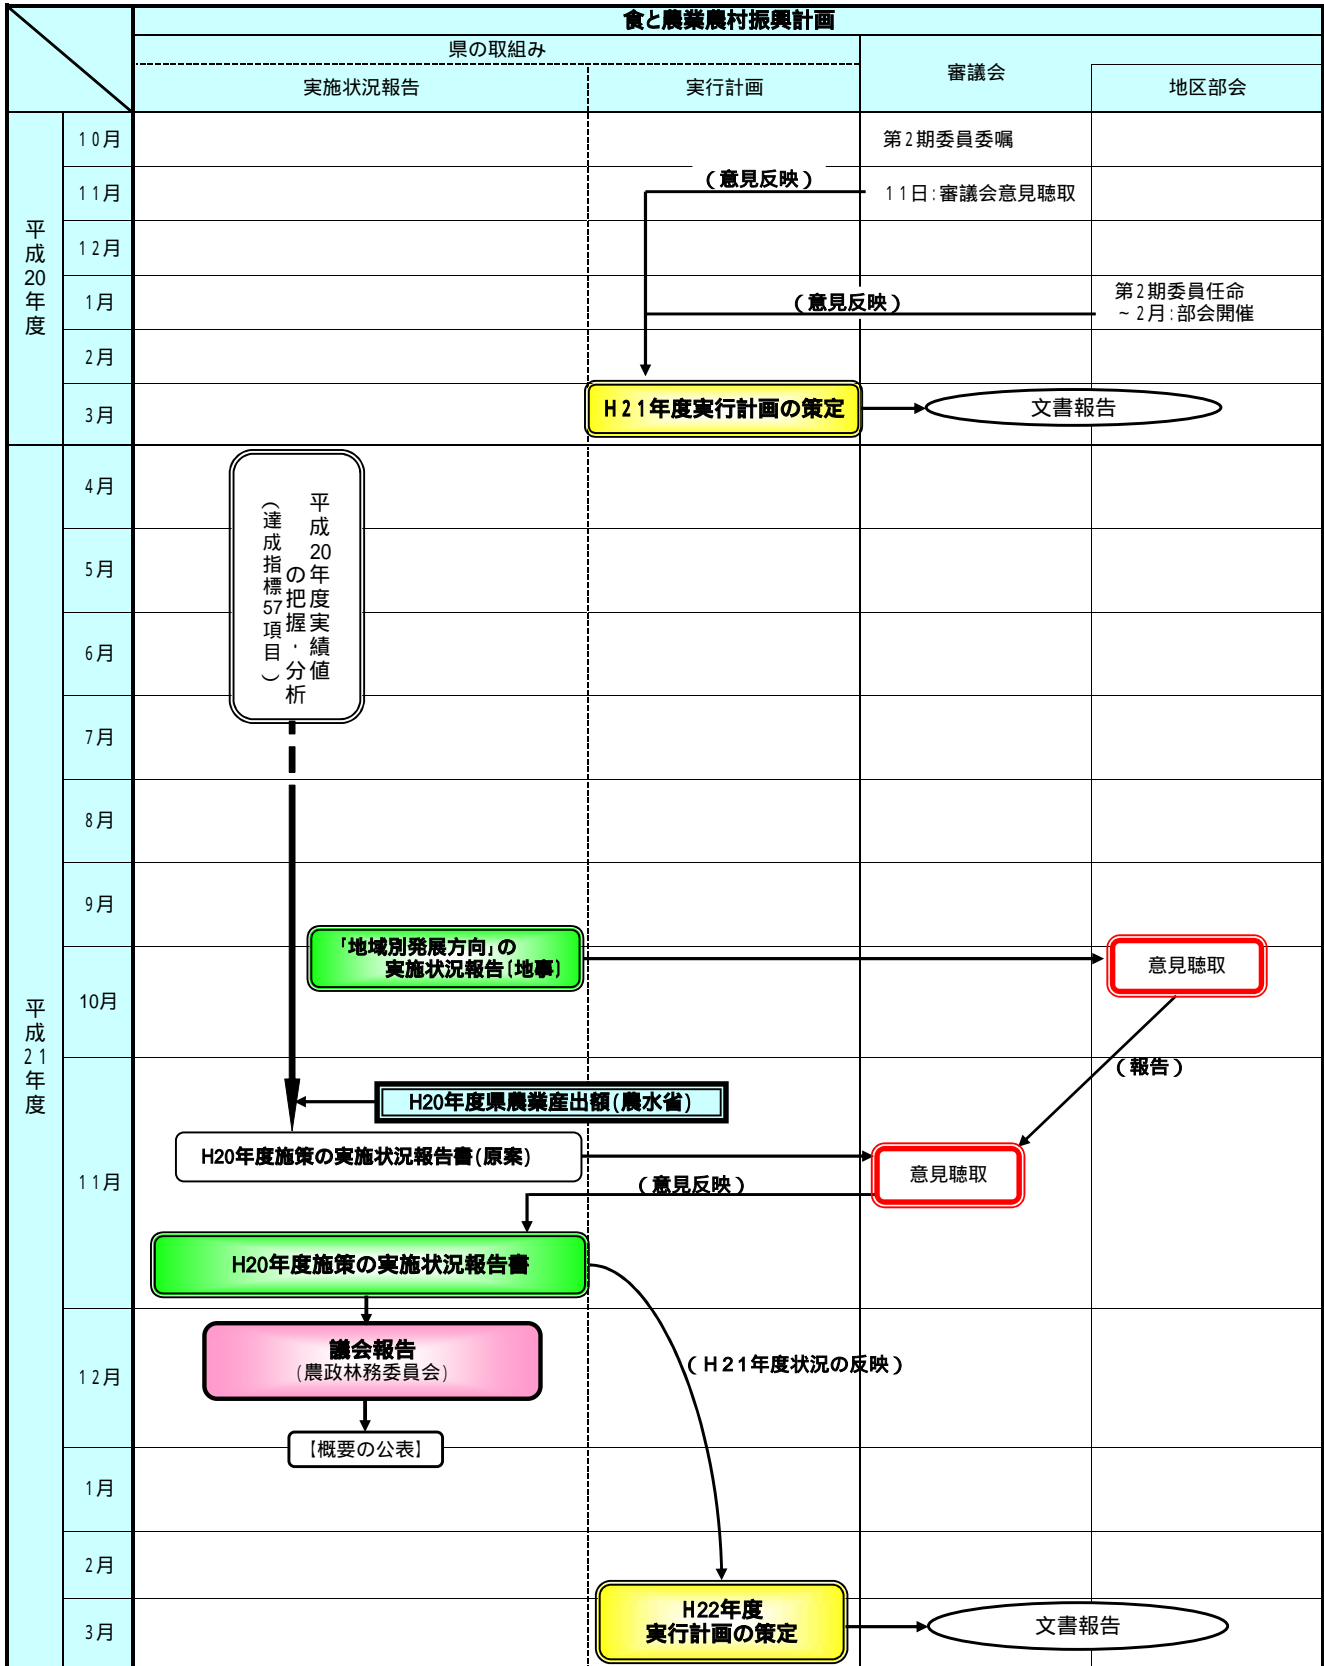 食と農業農村振興計画
県の取組み
審議会
実施状況報告
実行計画
地区部会
平成20年度
10月
第2期委員委嘱
11月
（意見反映）
11日:審議会意見聴取
12月
1月
（意見反映）
第2期委員任命
~2月:部会開催
2月
3月
H21年度実行計画の策定
文書報告
平成21年度
4月
平成20年度実績値
の把握・分析
（達成指標57項目）
5月
6月
7月
8月
9月
「地域別発展方向」の
実施状況報告(地事)
意見聴取
10月
（報告）
11月
H20年度県農業産出額(農水省)
H20年度施策の実施状況報告書(原案)
意見聴取
（意見反映）
H20年度施策の実施状況報告書
12月
議会報告
(農政林務委員会)
（H21年度状況の反映）
【概要の公表】
1月
2月
3月
H22年度
実行計画の策定
文書報告